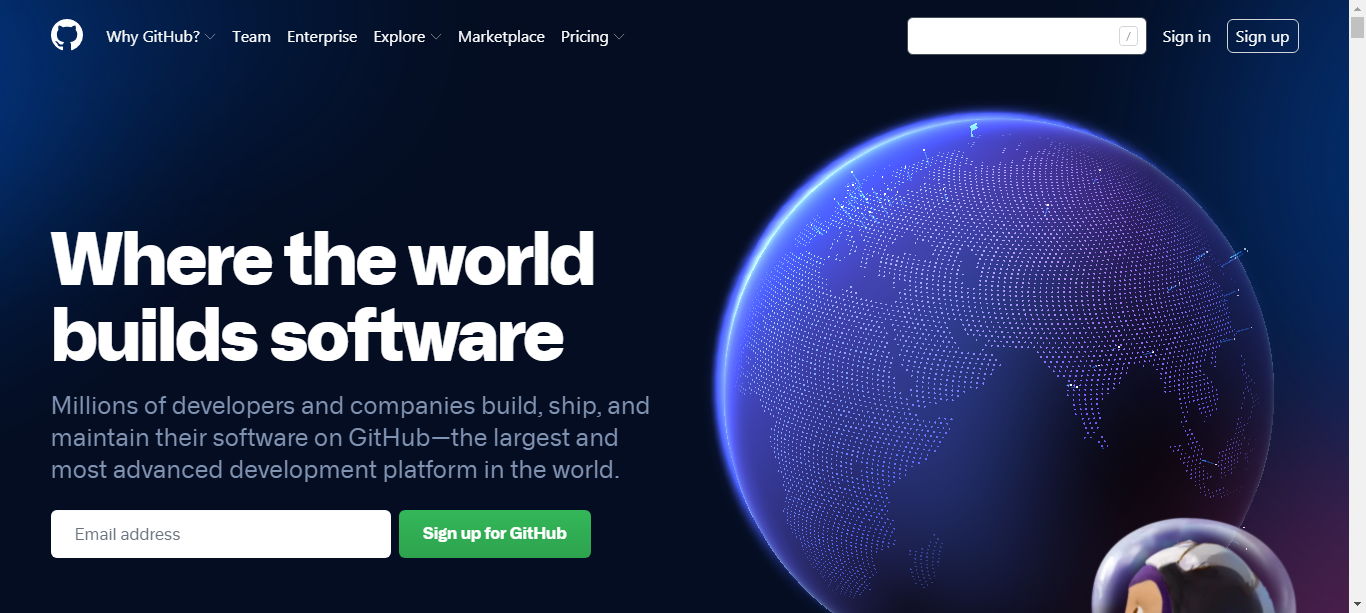 Why GitHub? Team Enterprise Explore Marketplace Pricing / Sign in Sign up
Where the world
builds software
Millions of developers and companies build, ship, and
maintain their software on GitHub—the largest and
most advanced development platform in the world.
Email address Sign up for GitHub